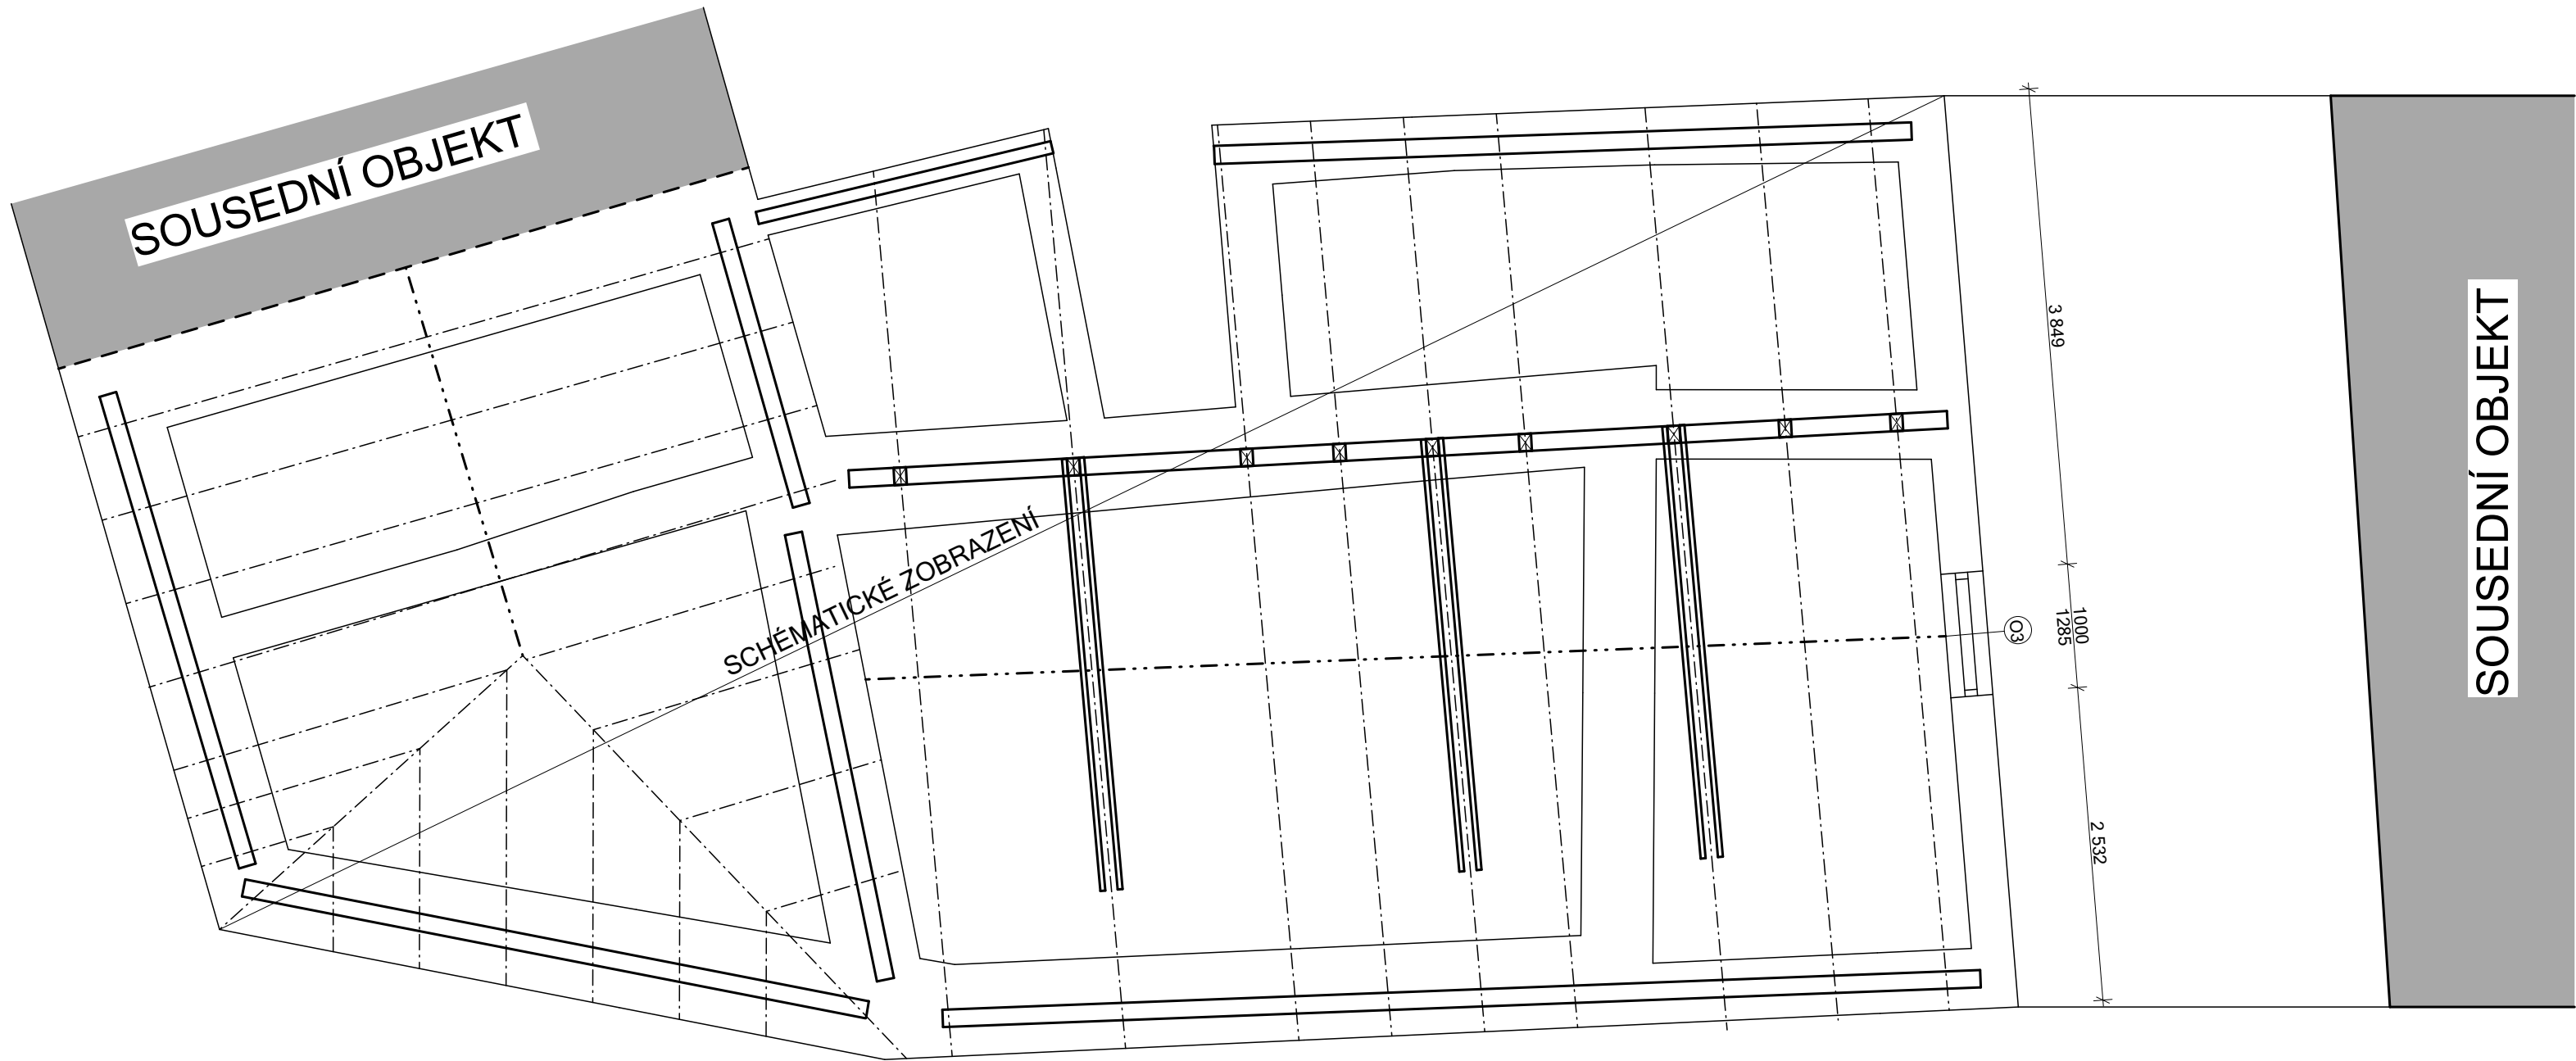 SOUSEDNÍ OBJEKT
SCHÉMATICKÉ ZOBRAZENÍ
3 849
1000
1285
O3
2 532
SOUSEDNÍ OBJEKT